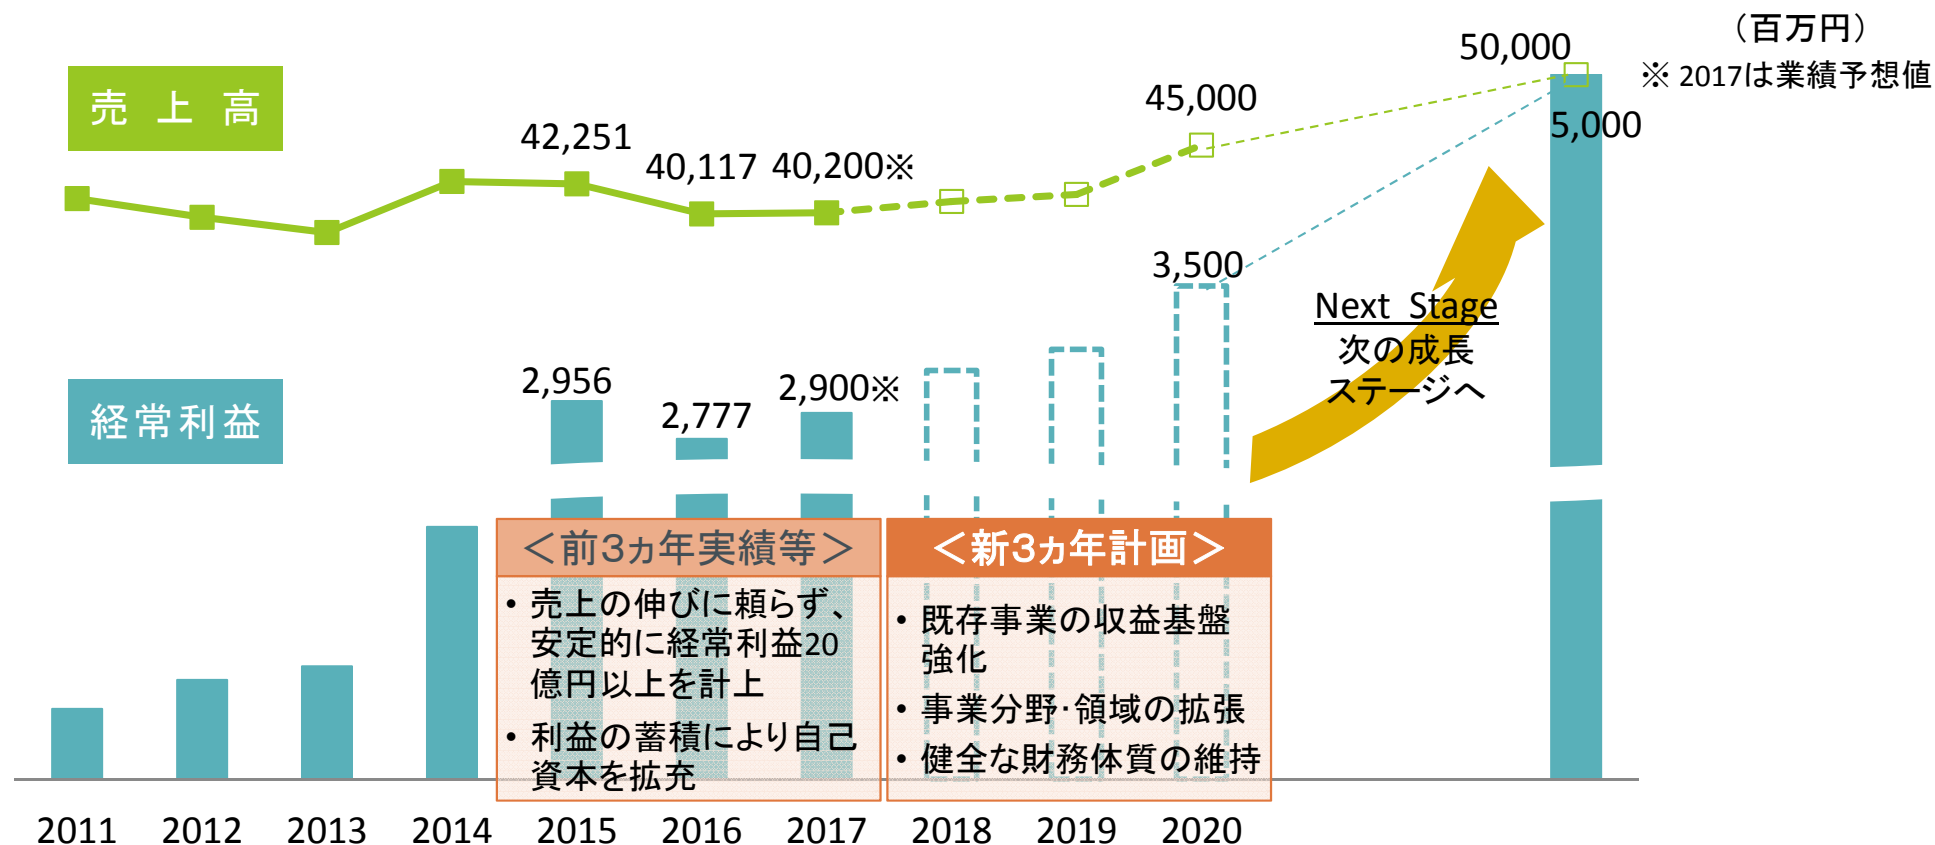 （百万円）
※ 2017は業績予想値
売上高
42,251
40,117
40,200※
45,000
50,000
5,000
経常利益
2,956
2,777
2,900※
3,500
Next Stage
次の成長
ステージへ
＜前３ヵ年実績等＞
• 売上の伸びに頼らず、
安定的に経常利益20
億円以上を計上
• 利益の蓄積により自己
資本を拡充
＜新３ヵ年計画＞
• 既存事業の収益基盤
強化
• 事業分野･領域の拡張
• 健全な財務体質の維持
2011 2012 2013 2014 2015 2016 2017 2018 2019 2020